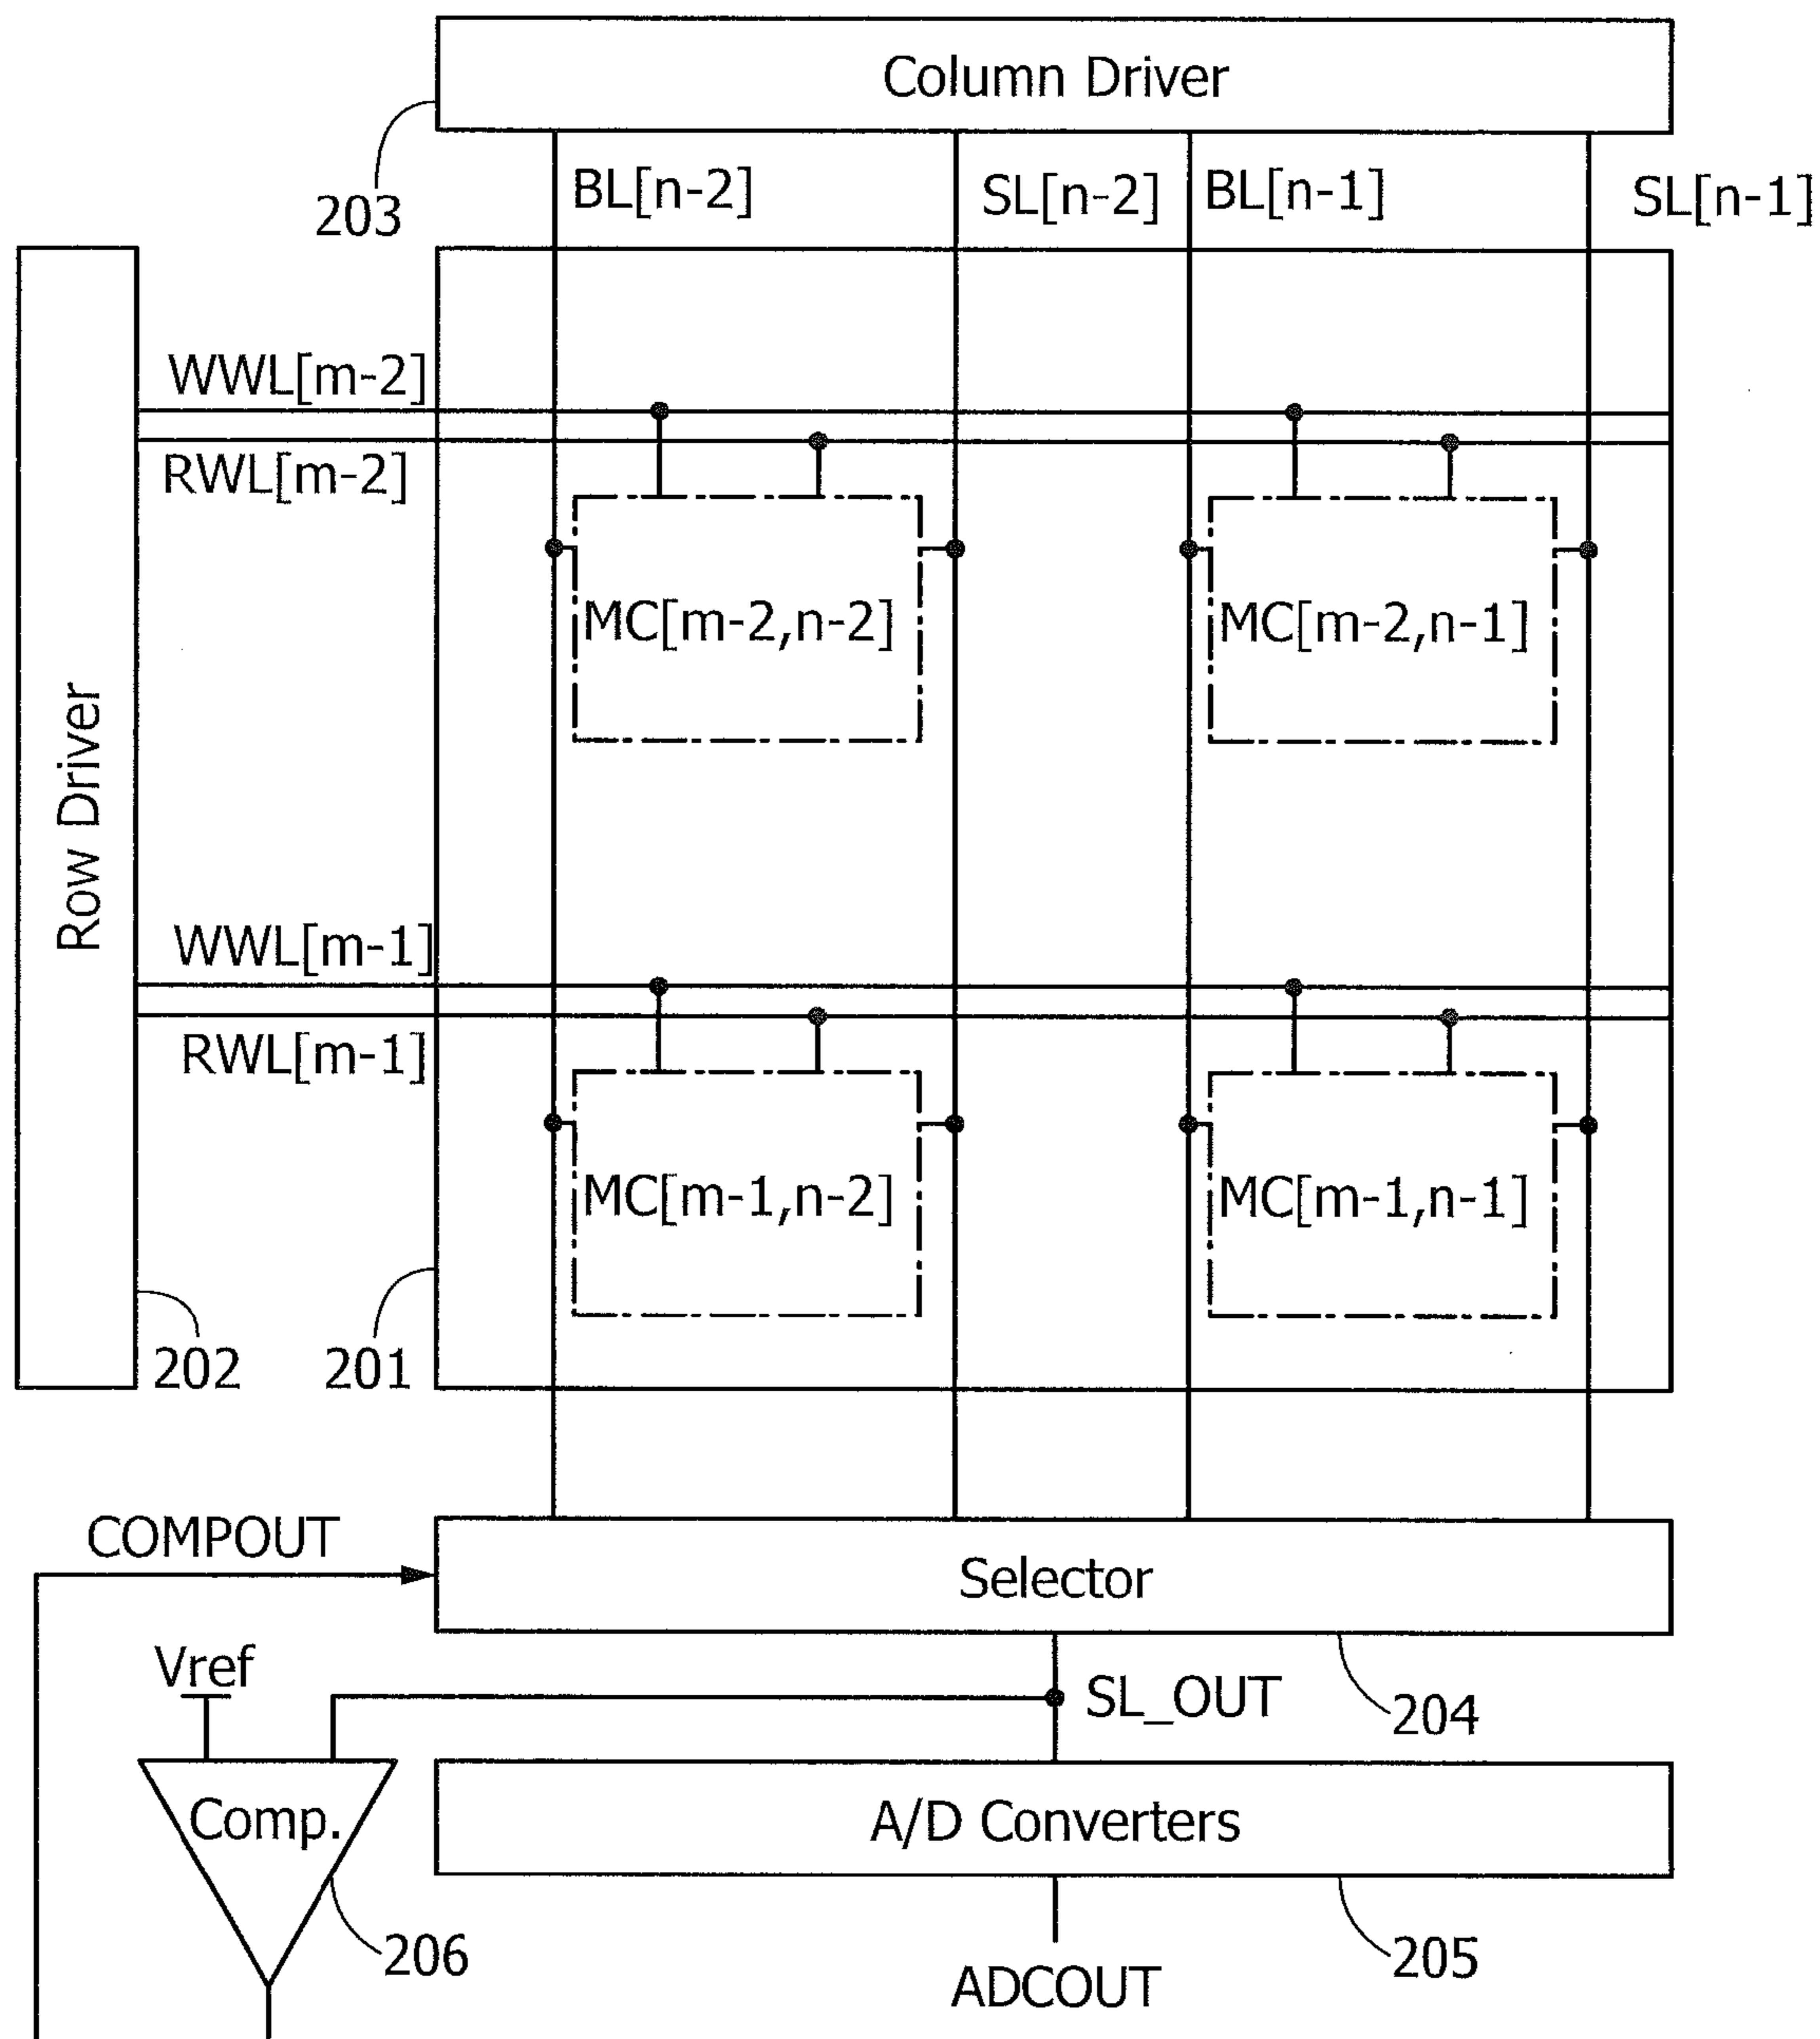 Column Driver
203
BL[n-2]
SL[n-2]
BL[n-1]
SL[n-1]
WWL[m-2]
RWL[m-2]
MC[m-2,n-2]
MC[m-2,n-1]
Row Driver
WWL[m-1]
RWL[m-1]
MC[m-1,n-2]
MC[m-1,n-1]
202
201
COMPOUT
Selector
Vref
SL_OUT
204
Comp.
A/D Converters
206
205
ADCOUT